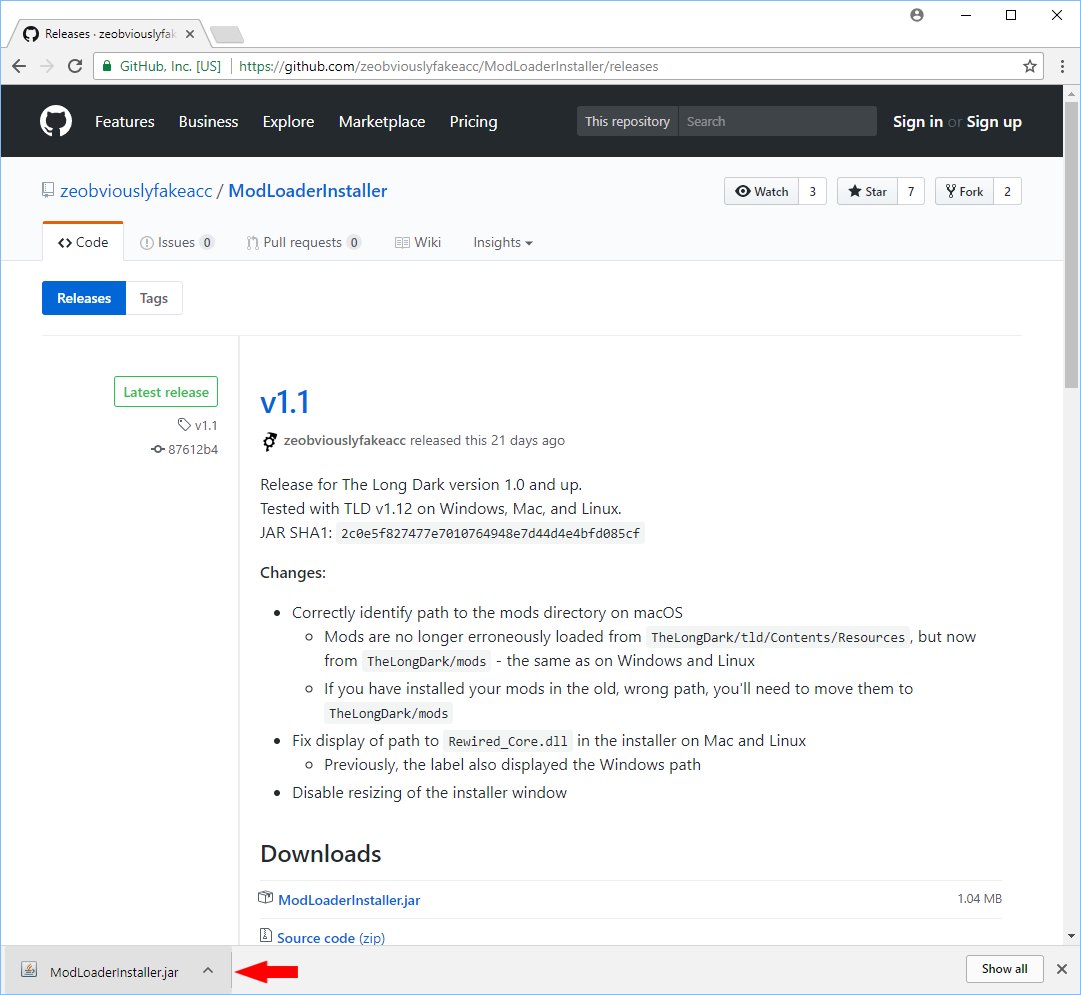 Releases · zeobviouslyfak
GitHub, Inc. [US] https://github.com/zeobviouslyfakeacc/ModLoaderInstaller/releases
Features Business Explore Marketplace Pricing This repository Search Sign in or Sign up
zeobviouslyfakeacc / ModLoaderInstaller Watch 3 Star 7 Fork 2
Code Issues 0 Pull requests 0 Wiki Insights
Releases Tags
Latest release
v1.1
87612b4
v1.1
zeobviouslyfakeacc released this 21 days ago
Release for The Long Dark version 1.0 and up.
Tested with TLD v1.12 on Windows, Mac, and Linux.
JAR SHA1: 2c0e5f827477e7010764948e7d44d4e4bfd085cf
Changes:
Correctly identify path to the mods directory on macOS
Mods are no longer erroneously loaded from TheLongDark/tld/Contents/Resources , but now
from TheLongDark/mods - the same as on Windows and Linux
If you have installed your mods in the old, wrong path, you'll need to move them to
TheLongDark/mods
Fix display of path to Rewired_Core.dll in the installer on Mac and Linux
Previously, the label also displayed the Windows path
Disable resizing of the installer window
Downloads
ModLoaderInstaller.jar 1.04 MB
Source code (zip)
ModLoaderInstaller.jar Show all